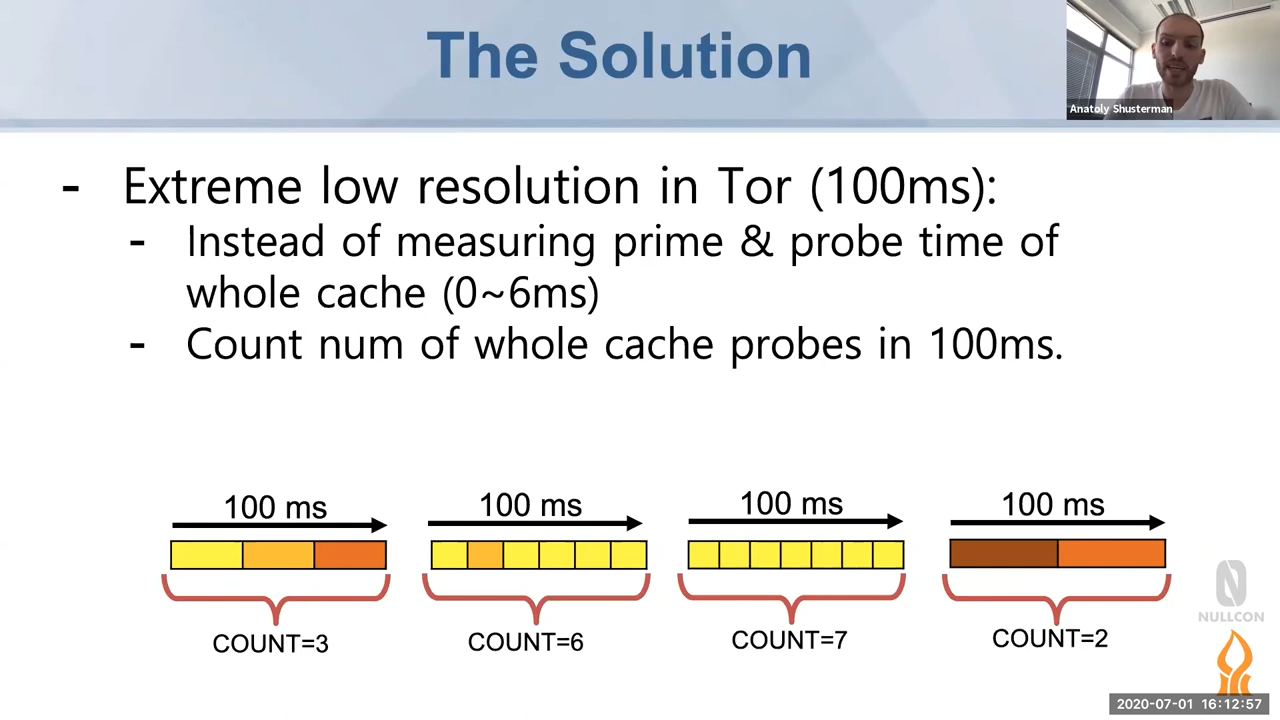 The Solution
Anatoly Shusterman
- Extreme low resolution in Tor (100ms):
- Instead of measuring prime & probe time of
whole cache (0~6ms)
- Count num of whole cache probes in 100ms.
100 ms
100 ms
100 ms
100 ms
COUNT=3
COUNT=6
COUNT=7
COUNT=2
NULLCON
2020-07-01 16:12:57